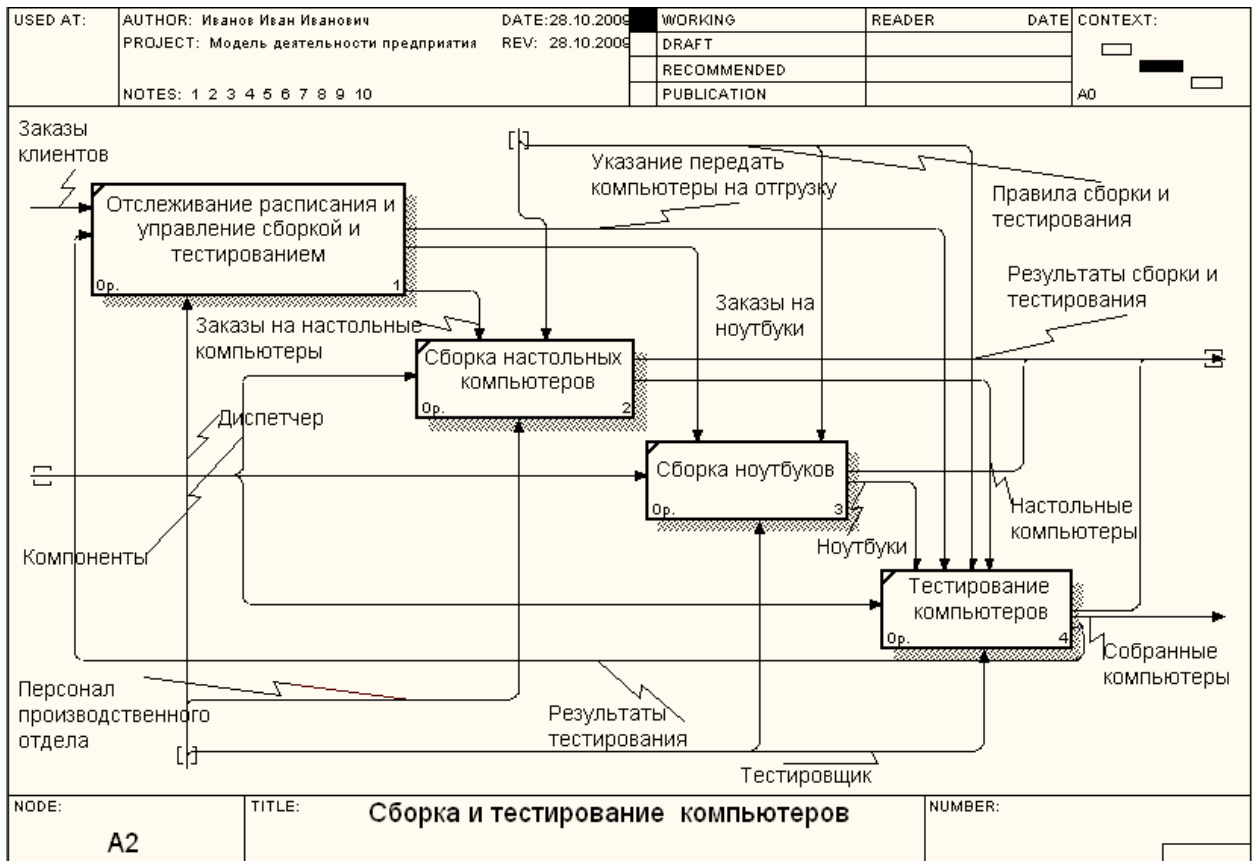 USED AT:
AUTHOR: Иванов Иван Иванович
DATE:28.10.2009
PROJECT: Модель деятельности предприятия
REV: 28.10.2009
NOTES: 1 2 3 4 5 6 7 8 9 10
WORKING
DRAFT
RECOMMENDED
PUBLICATION
READER
DATE
CONTEXT:
A0
Заказы
клиентов
Указание передать
компьютеры на отгрузку
Правила сборки и
тестирования
Отслеживание расписания и
управление сборкой и
тестированием
0р.
1
Результаты сборки и
тестирования
Заказы на
ноутбуки
Заказы на настольные
компьютеры
Сборка настольных
компьютеров
0р.
2
Диспетчер
Сборка ноутбуков
0р.
3
Настольные
компьютеры
Ноутбуки
Компоненты
Тестирование
компьютеров
0р.
4
Собранные
компьютеры
Персонал
производственного
отдела
Результаты
тестирования
Тестировщик
NODE:
A2
TITLE:
Сборка и тестирование компьютеров
NUMBER: